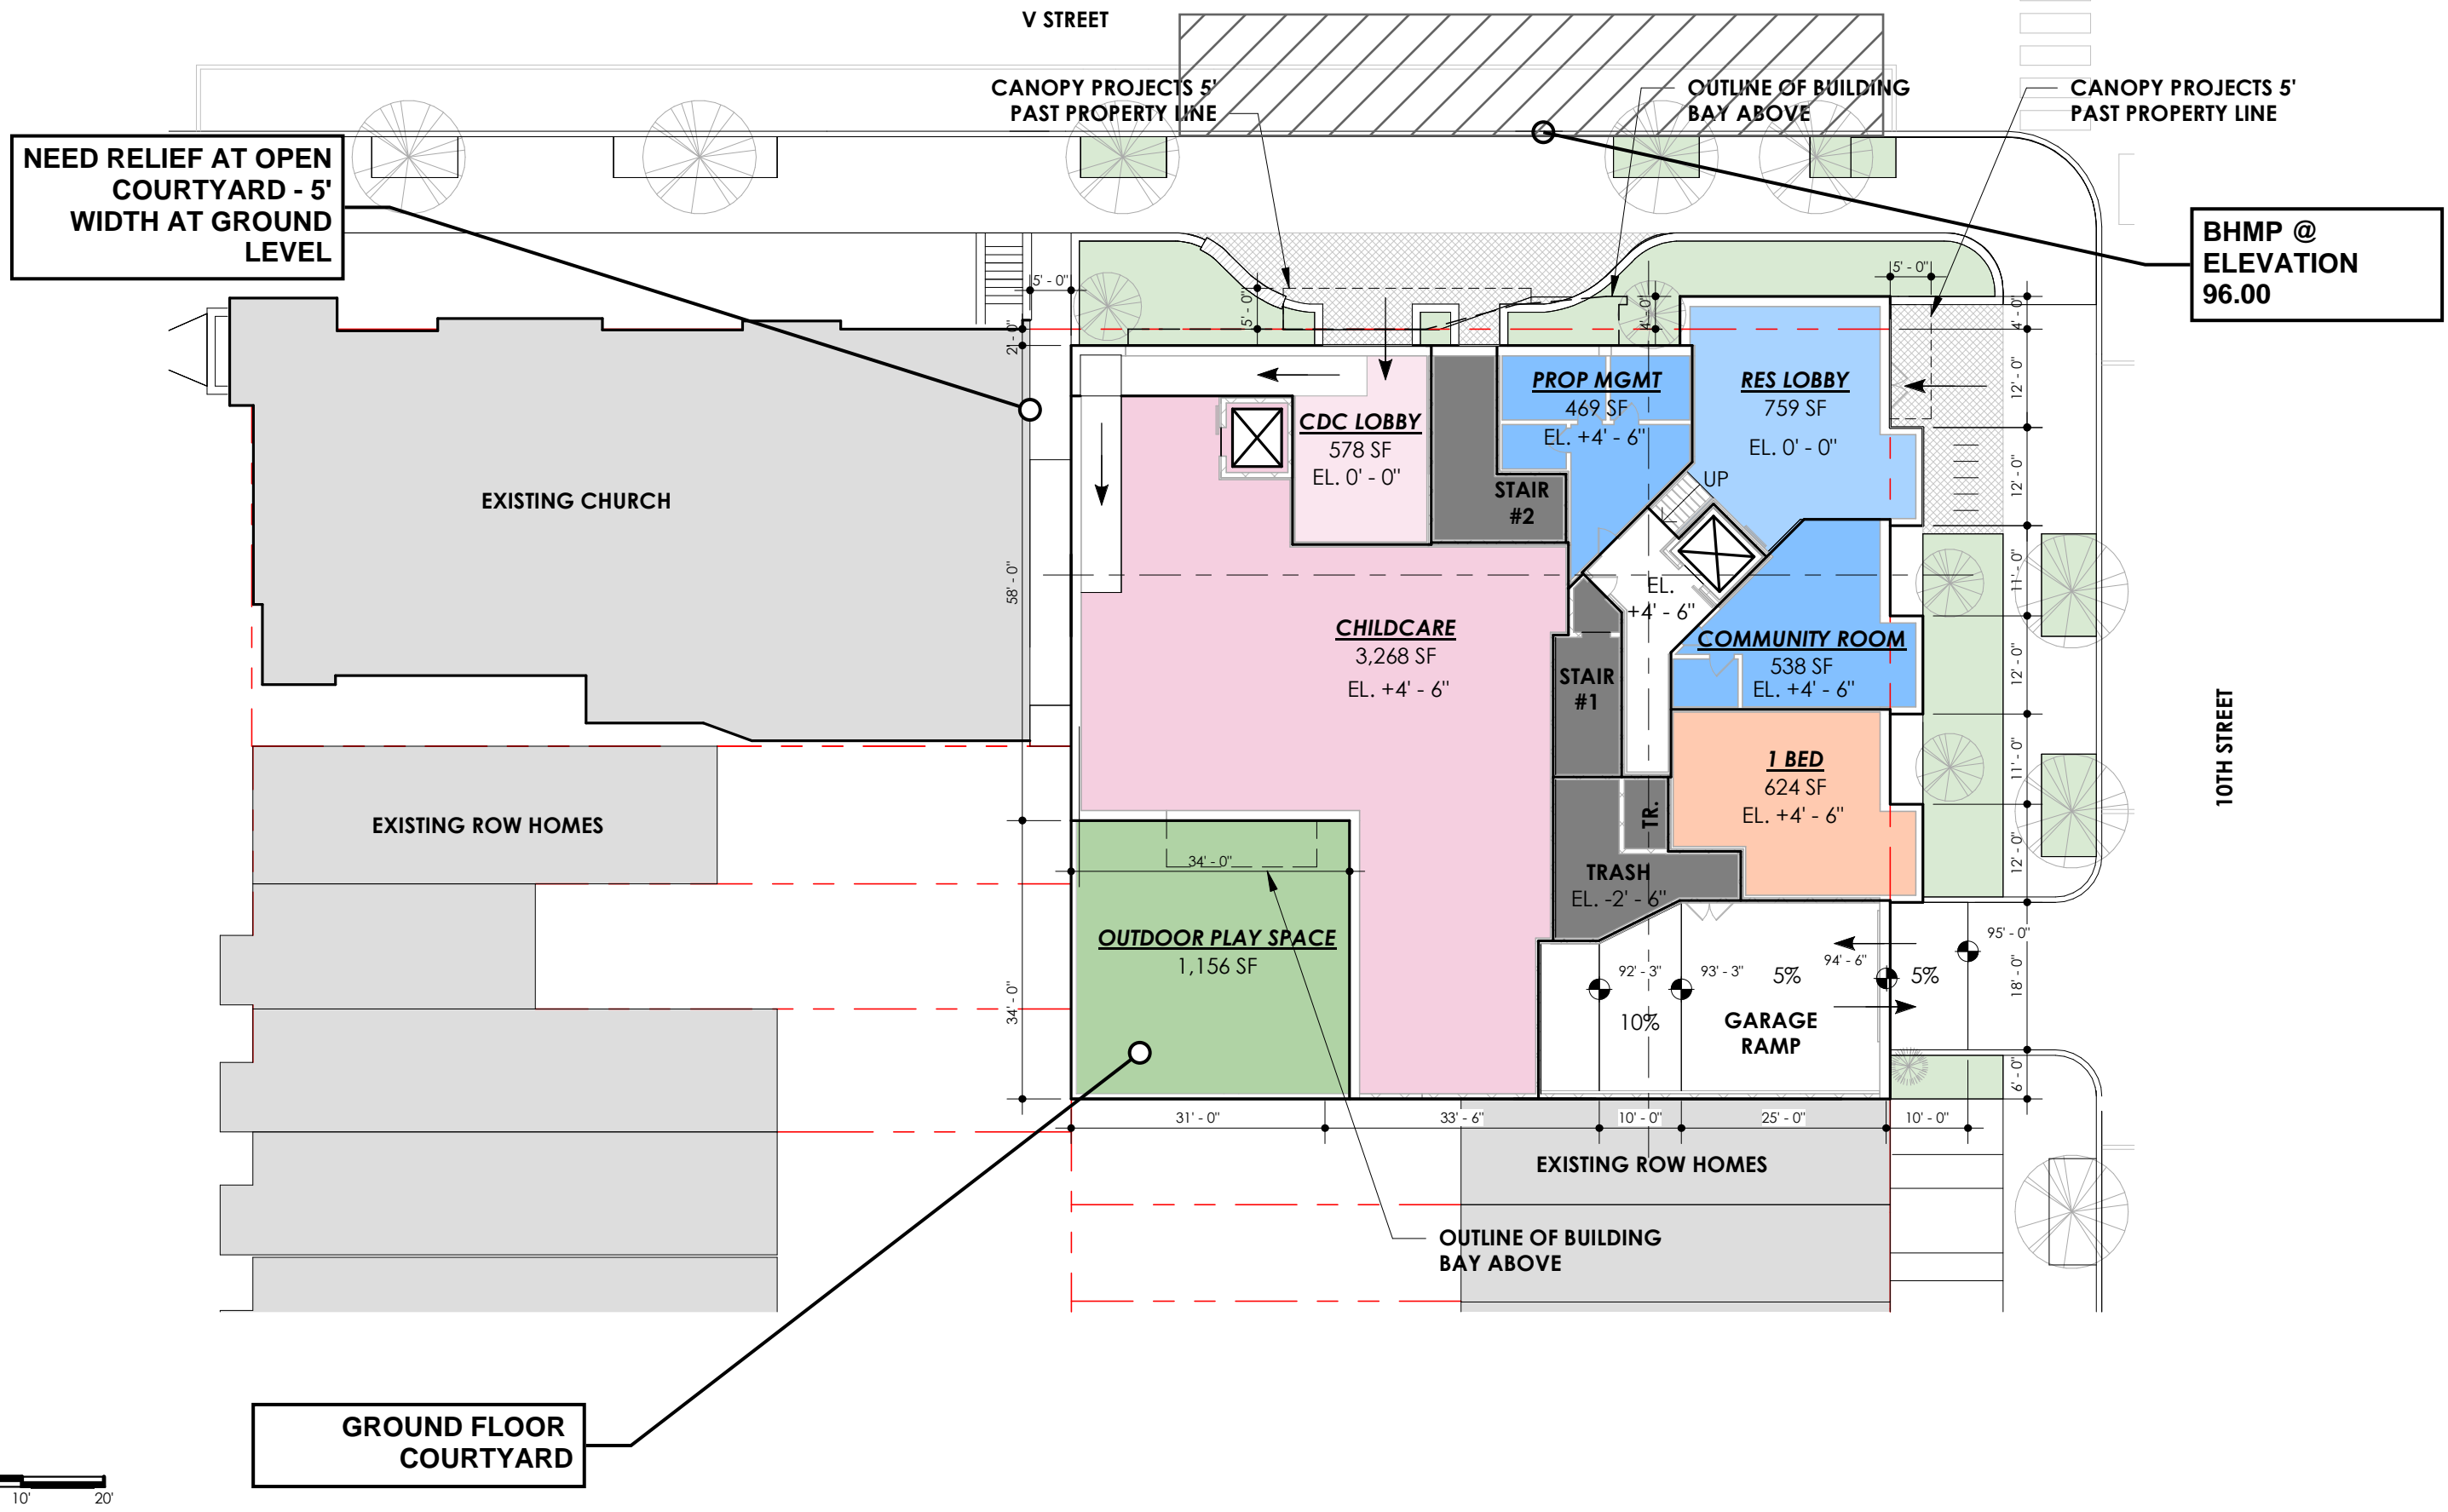 V STREET
CANOPY PROJECTS 5'
PAST PROPERTY LINE
OUTLINE OF BUILDING
BAY ABOVE
CANOPY PROJECTS 5'
PAST PROPERTY LINE
NEED RELIEF AT OPEN
COURTYARD - 5'
WIDTH AT GROUND
LEVEL
BHMP @
ELEVATION
96.00
5' - 0"
5' - 0"
4' - 0"
5' - 0"
4' - 0"
2' - 0"
12' - 0"
12' - 0"
11' - 0"
12' - 0"
11' - 0"
12' - 0"
18' - 0"
6' - 0"
58' - 0"
34' - 0"
PROP MGMT
469 SF
EL. +4' - 6"
RES LOBBY
759 SF
EL. 0' - 0"
CDC LOBBY
578 SF
EL. 0' - 0"
STAIR
#2
UP
EXISTING CHURCH
EL.
+4' - 6"
CHILDCARE
3,268 SF
EL. +4' - 6"
COMMUNITY ROOM
538 SF
EL. +4' - 6"
STAIR
#1
10TH STREET
1 BED
624 SF
EL. +4' - 6"
TR.
EXISTING ROW HOMES
34' - 0"
TRASH
EL. -2' - 6"
OUTDOOR PLAY SPACE
1,156 SF
92' - 3"
93' - 3"
5%
94' - 6"
5%
95' - 0"
10%
GARAGE
RAMP
31' - 0"
33' - 6"
10' - 0"
25' - 0"
10' - 0"
EXISTING ROW HOMES
OUTLINE OF BUILDING
BAY ABOVE
GROUND FLOOR
COURTYARD
10'
20'